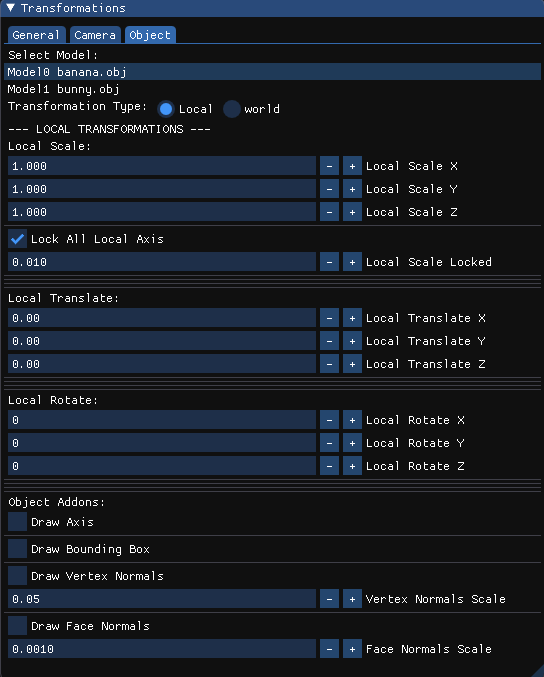 Transformations
General Camera Object
Select Model:
Model0 banana.obj
Model1 bunny.obj
Transformation Type: Local world
--- LOCAL TRANSFORMATIONS ---
Local Scale:
1.000 - + Local Scale X
1.000 - + Local Scale Y
1.000 - + Local Scale Z
Lock All Local Axis
0.010 - + Local Scale Locked
Local Translate:
0.00 - + Local Translate X
0.00 - + Local Translate Y
0.00 - + Local Translate Z
Local Rotate:
0 - + Local Rotate X
0 - + Local Rotate Y
0 - + Local Rotate Z
Object Addons:
Draw Axis
Draw Bounding Box
Draw Vertex Normals
0.05 - + Vertex Normals Scale
Draw Face Normals
0.0010 - + Face Normals Scale